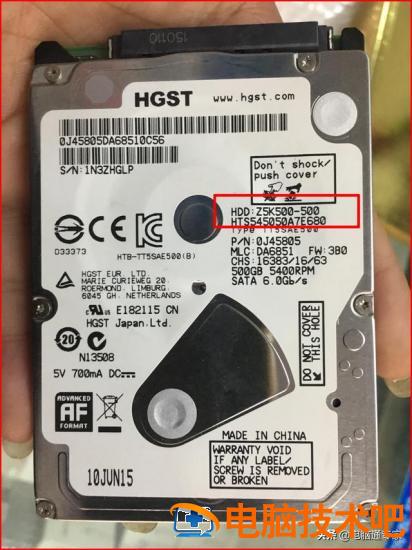 150110
HGST
www.hgst.com
0J45805DA68510C56
S/N: 1N3ZHGLP
Don't shock/
push cover
HDD: Z5K500-500
HTS545050A7E680
Type TT5SAE500
P/N: 0J45805
MLC: DA6851 FW: 3B0
CHS: 16383/16/63
500GB 5400RPM
SATA 6.0Gb/s
D33373
HTB-TT5SAE500(B)
HGST EUR. LTD.
MARIE CURIEWEG 20.
ROERMOND, LIMBURG,
6045 GH, NETHERLANDS
E182115 CN
HGST Japan.Ltd.
20
N13508
5V 700mA DC
DO NOT COVER
THIS HOLE
ADVANCED
AF
FORMAT
MADE IN CHINA
WARRANTY VOID IF
ANY LABEL/
SCREW IS REMOVED
OR BROKEN
10JUN15
电脑技术吧